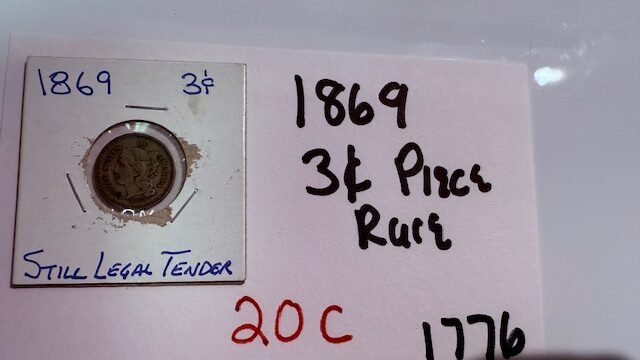 1869 3¢
STILL LEGAL TENDER
1869
3¢ PIECE
RARE
20C
1776